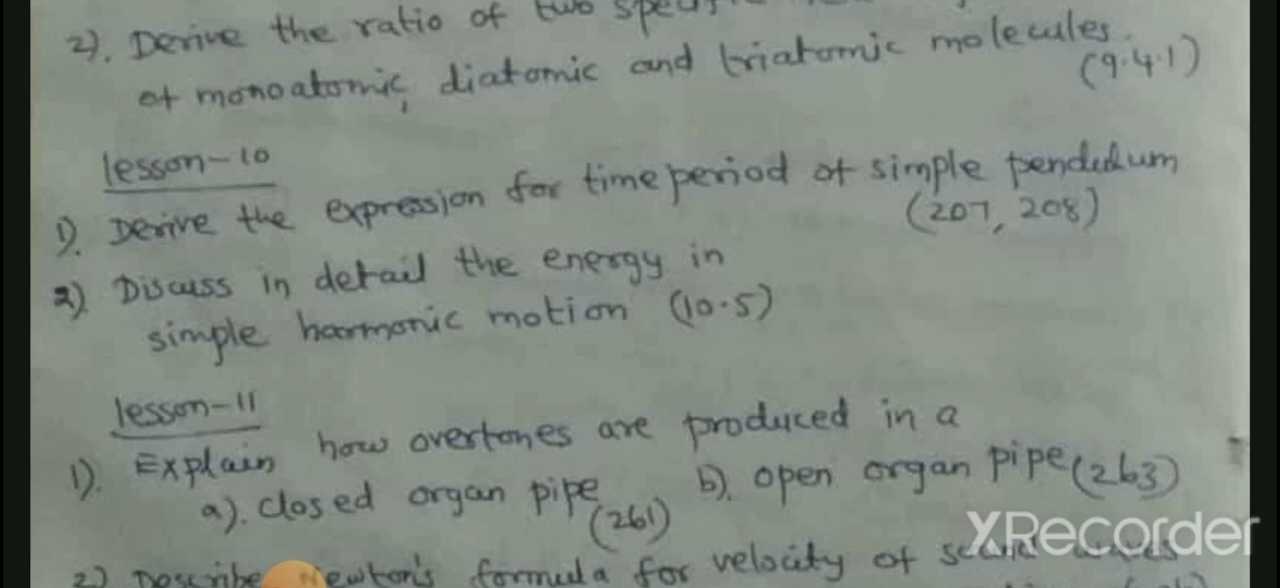 2). Derive the ratio of two
of monoatomic, diatomic and triatomic molecules.
(9.4.1)
lesson-10
1). Derive the expression for time period of simple pendulum
(207, 208)
2) Discuss in detail the energy in
simple harmonic motion (10.5)
lesson-11
1). Explain how overtones are produced in a
a). closed organ pipe b). open organ pipe (263)
(261)
2) Describe Newton's formula for velocity of sound waves
XRecorder